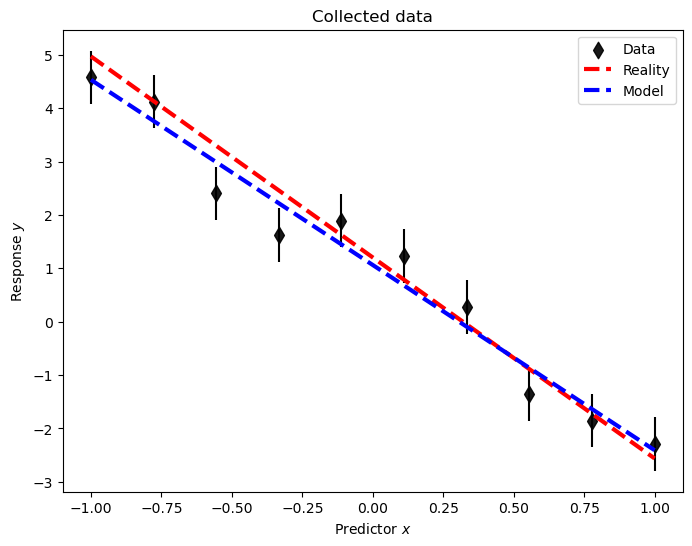 Collected data
Data
Reality
Model
Response y
5
4
3
2
1
0
−1
−2
−3
−1.00 −0.75 −0.50 −0.25 0.00 0.25 0.50 0.75 1.00
Predictor x